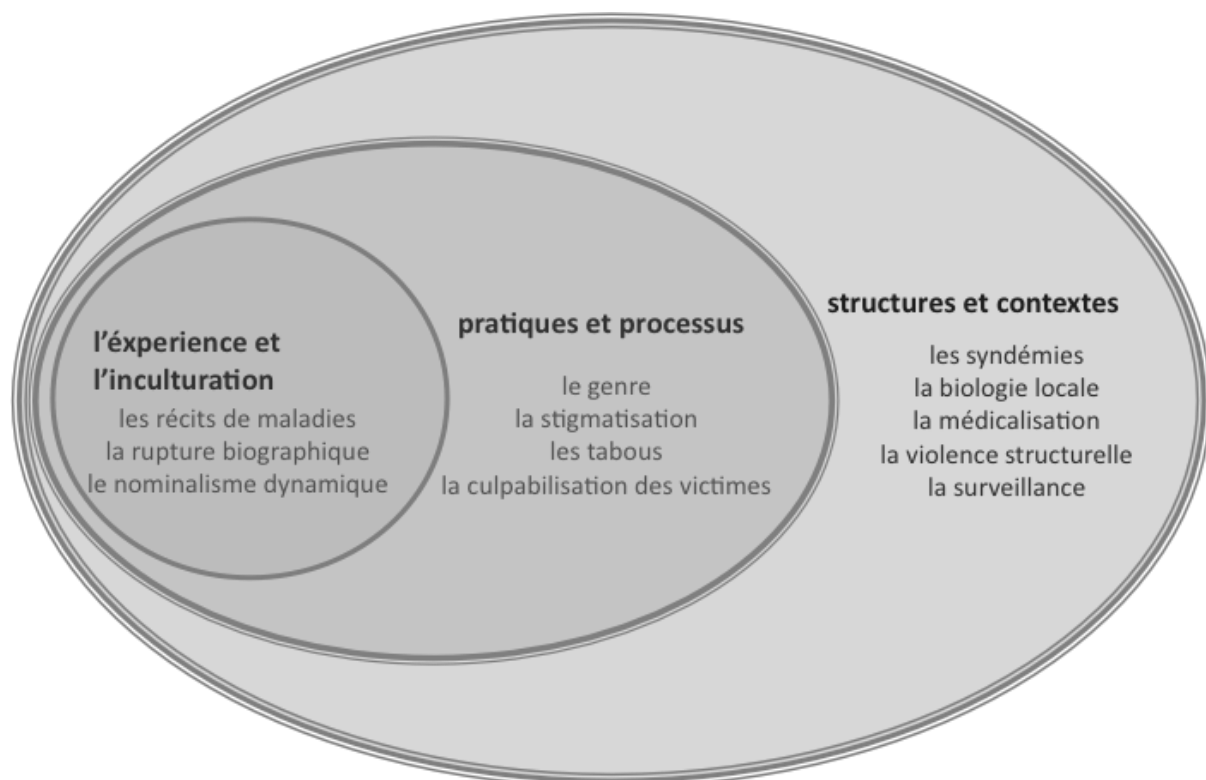 l'éxperience et
l'inculturation
les récits de maladies
la rupture biographique
le nominalisme dynamique
pratiques et processus
le genre
la stigmatisation
les tabous
la culpabilisation des victimes
structures et contextes
les syndémies
la biologie locale
la médicalisation
la violence structurelle
la surveillance